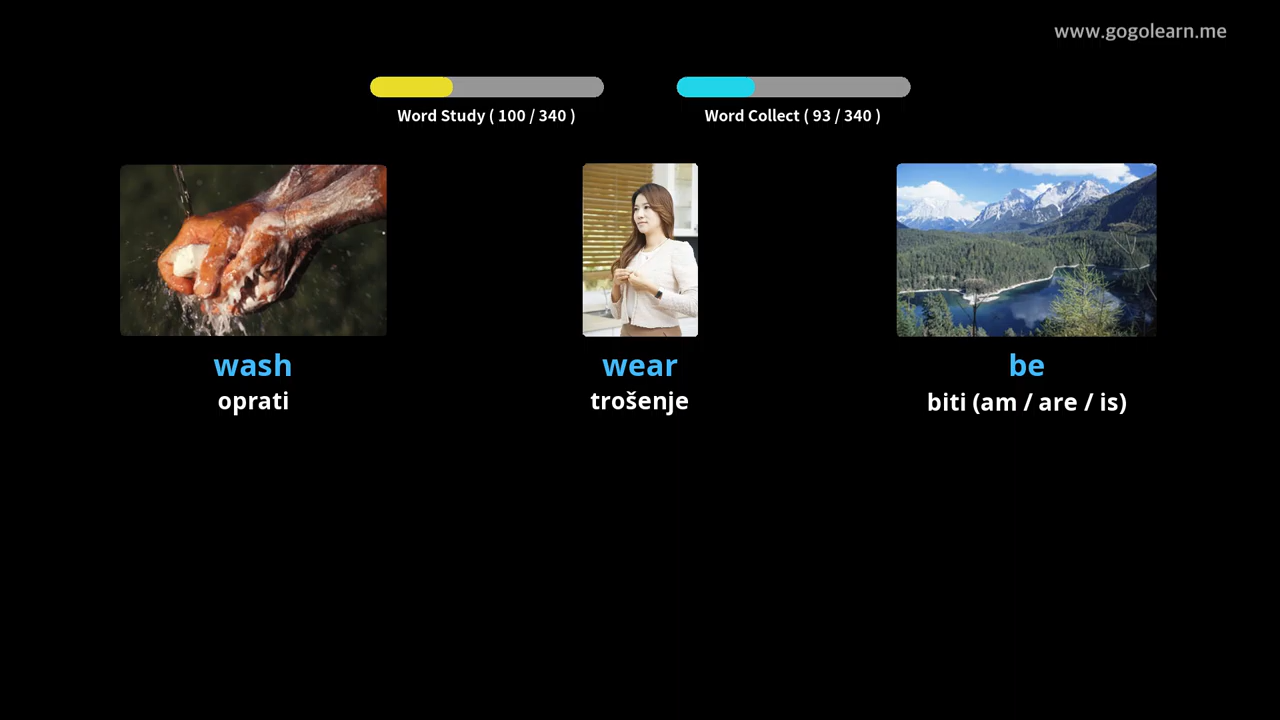 www.gogolearn.me
Word Study ( 100 / 340 )
Word Collect ( 93 / 340 )
wash
oprati
wear
trošenje
be
biti (am / are / is)